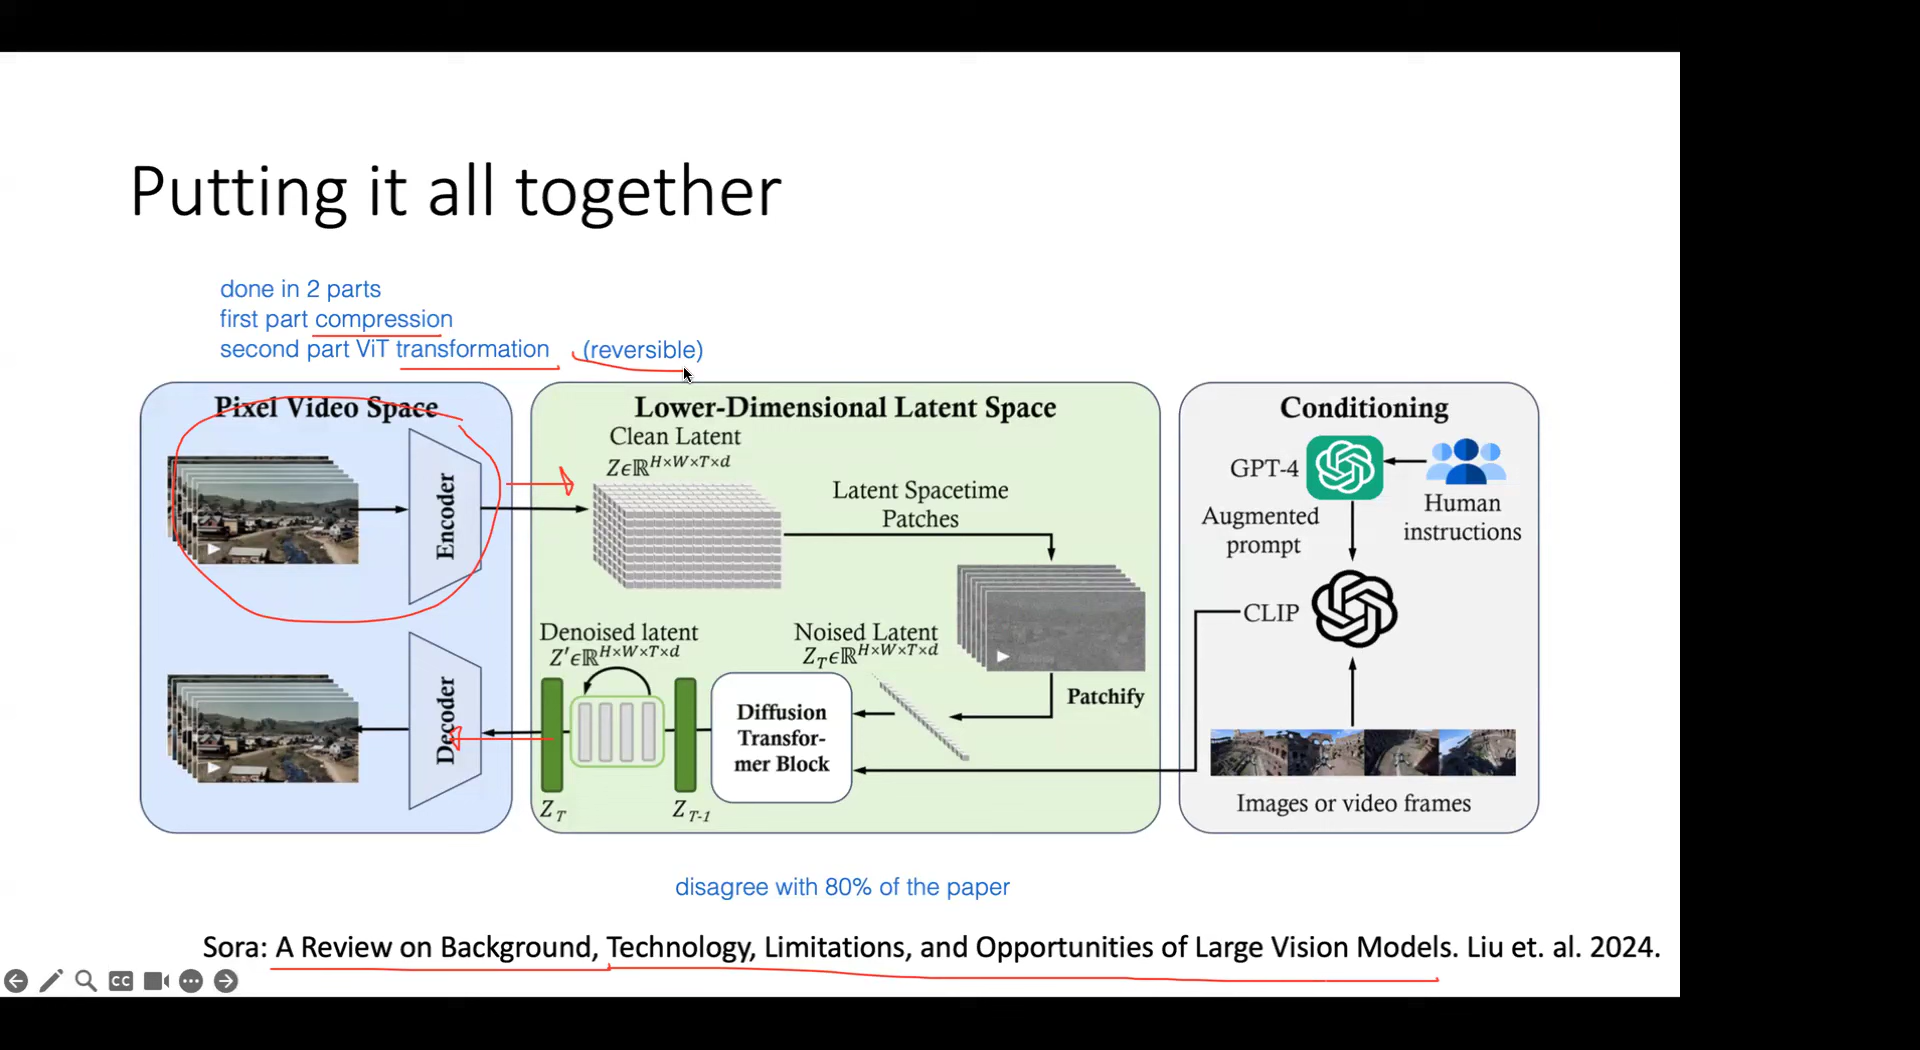 Putting it all together
done in 2 parts
first part compression
second part ViT transformation (reversible)
Pixel Video Space
Encoder
Decoder
Lower-Dimensional Latent Space
Clean Latent
Z∈ℝ^{H×W×T×d}
Latent Spacetime
Patches
Denoised latent
Z′∈ℝ^{H×W×T×d}
Noised Latent
Z_T∈ℝ^{H×W×T×d}
Patchify
Diffusion
Transfor-
mer Block
Z_T
Z_{T-1}
Conditioning
GPT-4
Human
instructions
Augmented
prompt
CLIP
Images or video frames
disagree with 80% of the paper
Sora: A Review on Background, Technology, Limitations, and Opportunities of Large Vision Models. Liu et. al. 2024.
CC